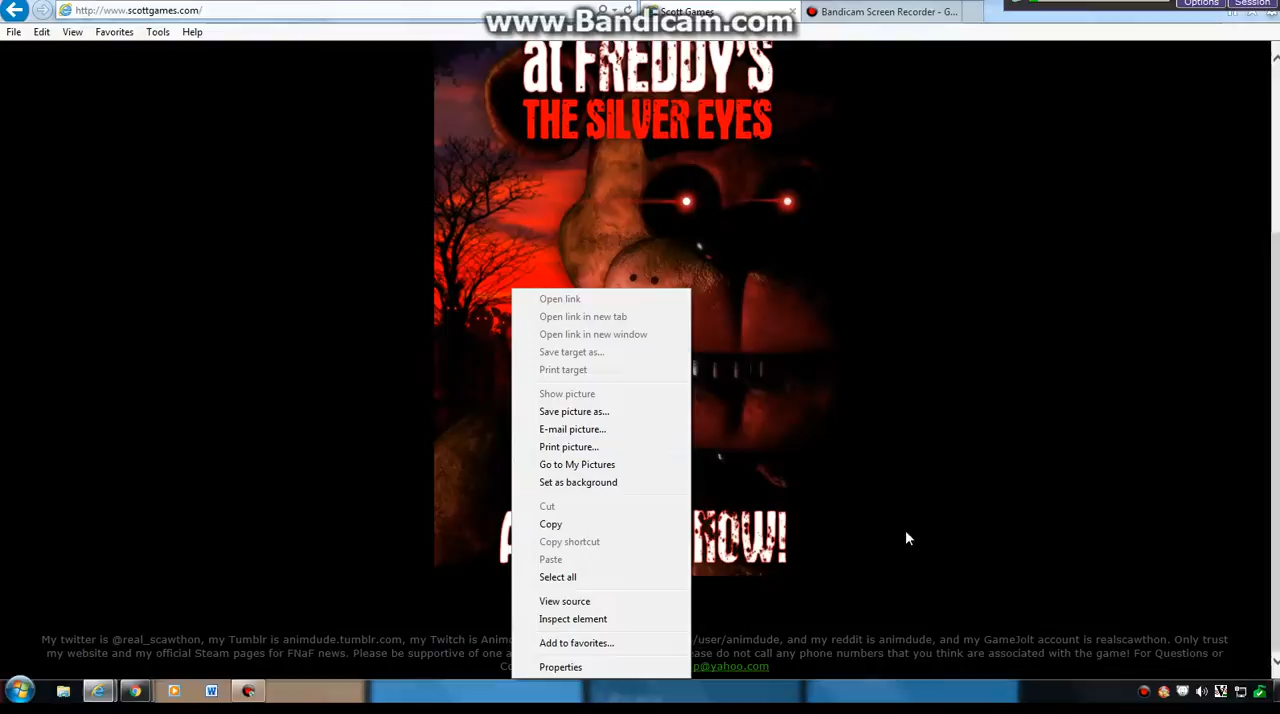 http://www.scottgames.com/
Scott Games
Bandicam Screen Recorder - G...
Options
Session
www.Bandicam.com
File Edit View Favorites Tools Help
at FREDDY'S
THE SILVER EYES
Open link
Open link in new tab
Open link in new window
Save target as...
Print target
Show picture
Save picture as...
E-mail picture...
Print picture...
Go to My Pictures
Set as background
Cut
Copy
Copy shortcut
Paste
Select all
View source
Inspect element
Add to favorites...
Properties
NOW!
My twitter is @real_scawthon, my Tumblr is animdude.tumblr.com, my Twitch is Anim /user/animdude, and my reddit is animdude, and my GameJolt account is realscawthon. Only trust
my website and my official Steam pages for FNaF news. Please be supportive of one a do not call any phone numbers that you think are associated with the game! For Questions or
p@yahoo.com